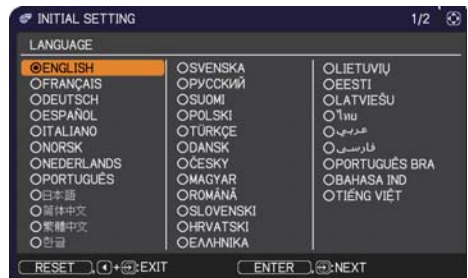 INITIAL SETTING 1/2
LANGUAGE
ENGLISH
FRANÇAIS
DEUTSCH
ESPAÑOL
ITALIANO
NORSK
NEDERLANDS
PORTUGUÊS
日本語
简体中文
繁體中文
한글
SVENSKA
РУССКИЙ
SUOMI
POLSKI
TÜRKÇE
DANSK
ČESKY
MAGYAR
ROMÂNĂ
SLOVENSKI
HRVATSKI
ΕΛΛΗΝΙΚΑ
LIETUVIŲ
EESTI
LATVIEŠU
ไทย
عربي
فارسی
PORTUGUÊS BRA
BAHASA IND
TIẾNG VIỆT
RESET , + :EXIT ENTER , :NEXT